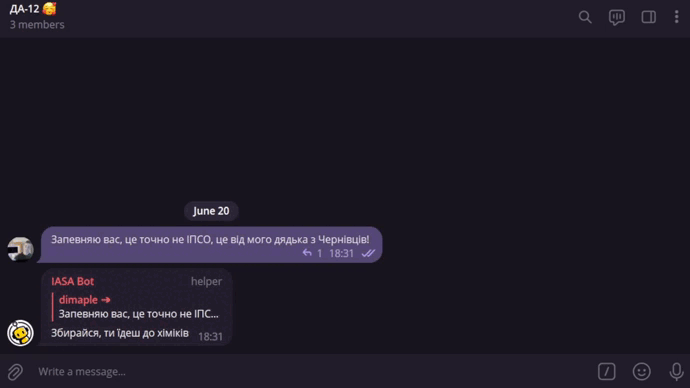 ДА-12 🥰
3 members
June 20
Запевняю вас, це точно не ІПСО, це від мого дядька з Чернівців!
1 18:31
IASA Bot helper
dimaple ➔
Запевняю вас, це точно не ІПС...
Збирайся, ти їдеш до хіміків 18:31
Write a message...